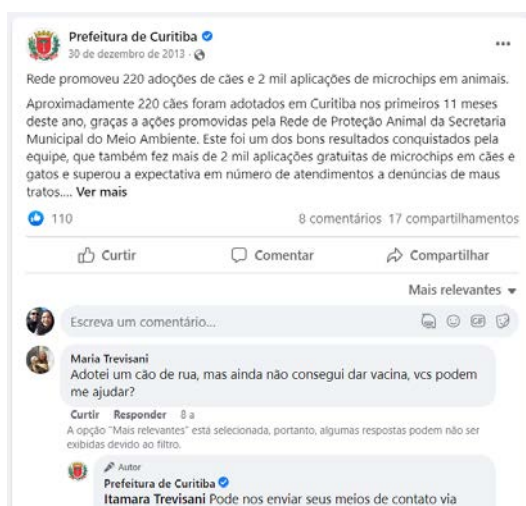 Prefeitura de Curitiba
30 de dezembro de 2013 ·
Rede promoveu 220 adoções de cães e 2 mil aplicações de microchips em animais.
Aproximadamente 220 cães foram adotados em Curitiba nos primeiros 11 meses
deste ano, graças a ações promovidas pela Rede de Proteção Animal da Secretaria
Municipal do Meio Ambiente. Este foi um dos bons resultados conquistados pela
equipe, que também fez mais de 2 mil aplicações gratuitas de microchips em cães e
gatos e superou a expectativa em número de atendimentos a denúncias de maus
tratos.... Ver mais
110 8 comentários 17 compartilhamentos
Curtir Comentar Compartilhar
Mais relevantes
Escreva um comentário... GIF
Maria Trevisani
Adotei um cão de rua, mas ainda não consegui dar vacina, vcs podem
me ajudar?
Curtir Responder 8 a
A opção "Mais relevantes" está selecionada, portanto, algumas respostas podem não ser
exibidas devido ao filtro.
Autor
Prefeitura de Curitiba
Itamara Trevisani Pode nos enviar seus meios de contato via